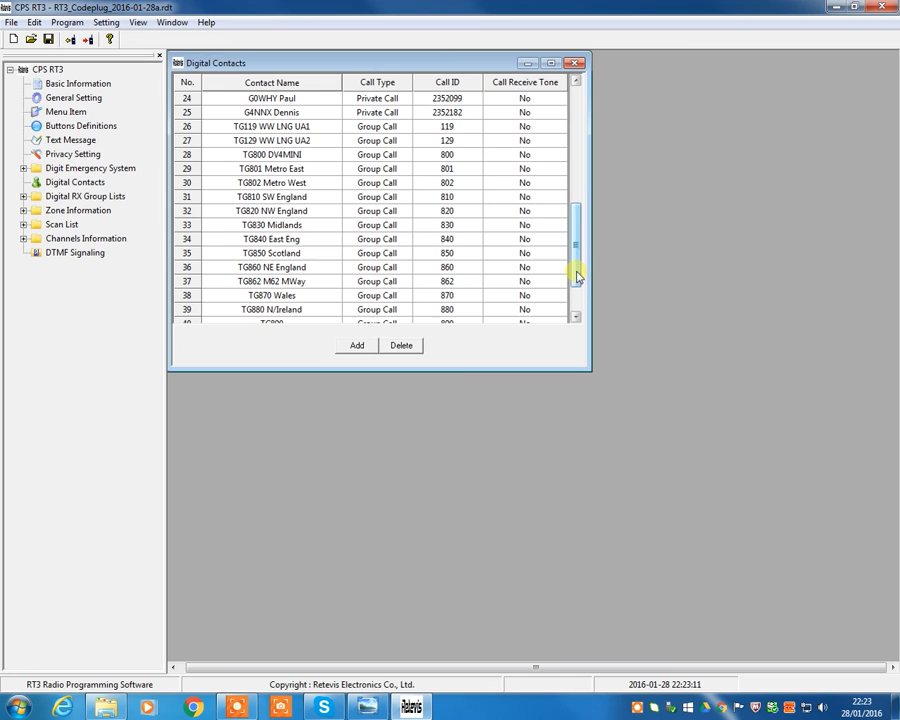 CPS RT3 - RT3_Codeplug_2016-01-28a.rdt
File Edit Program Setting View Window Help
CPS RT3
Basic Information
General Setting
Menu Item
Buttons Definitions
Text Message
Privacy Setting
Digit Emergency System
Digital Contacts
Digital RX Group Lists
Zone Information
Scan List
Channels Information
DTMF Signaling
Digital Contacts
No. Contact Name Call Type Call ID Call Receive Tone
24 G0WHY Paul Private Call 2352099 No
25 G4NNX Dennis Private Call 2352182 No
26 TG119 WW LNG UA1 Group Call 119 No
27 TG129 WW LNG UA2 Group Call 129 No
28 TG800 DV4MINI Group Call 800 No
29 TG801 Metro East Group Call 801 No
30 TG802 Metro West Group Call 802 No
31 TG810 SW England Group Call 810 No
32 TG820 NW England Group Call 820 No
33 TG830 Midlands Group Call 830 No
34 TG840 East Eng Group Call 840 No
35 TG850 Scotland Group Call 850 No
36 TG860 NE England Group Call 860 No
37 TG862 M62 MWay Group Call 862 No
38 TG870 Wales Group Call 870 No
39 TG880 N/Ireland Group Call 880 No
Add Delete
RT3 Radio Programming Software Copyright : Retevis Electronics Co., Ltd. 2016-01-28 22:23:11
Retevis
22:23
28/01/2016